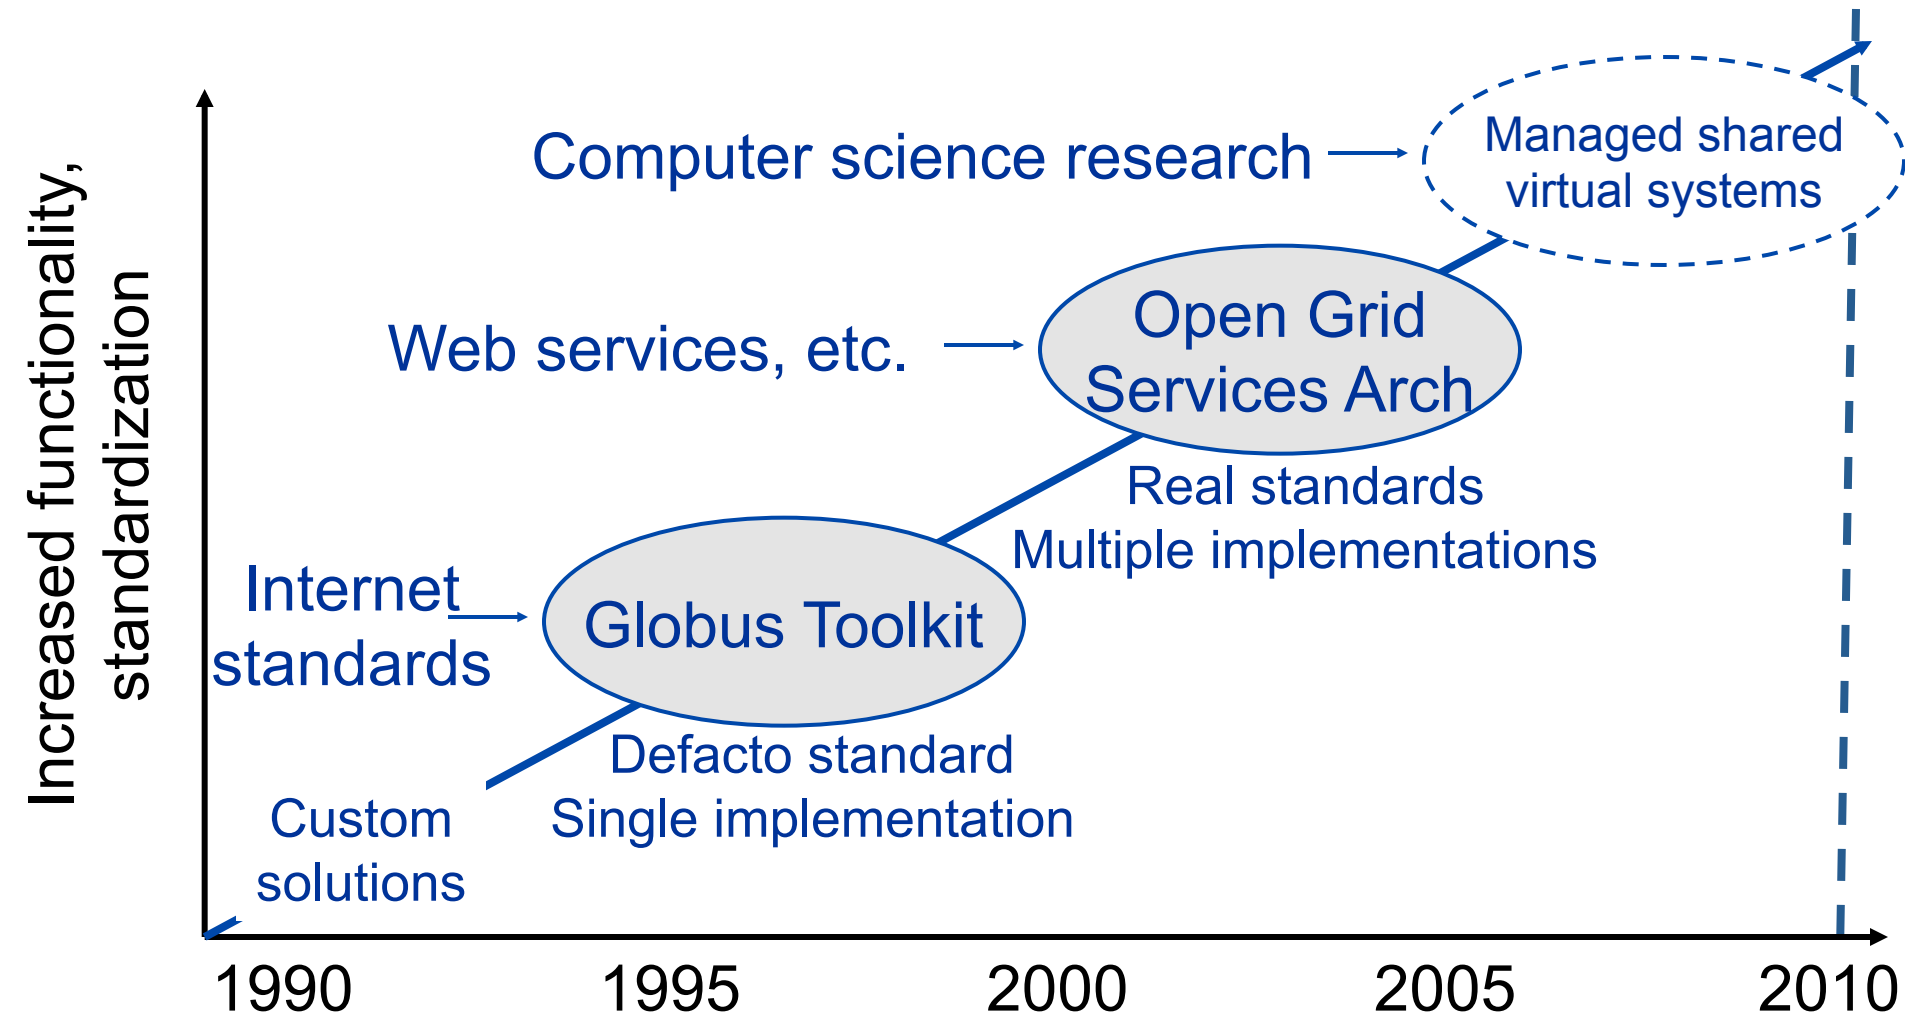 Increased functionality,
standardization
Computer science research
Managed shared
virtual systems
Web services, etc.
Open Grid
Services Arch
Real standards
Multiple implementations
Internet
standards
Globus Toolkit
Defacto standard
Single implementation
Custom
solutions
1990 1995 2000 2005 2010